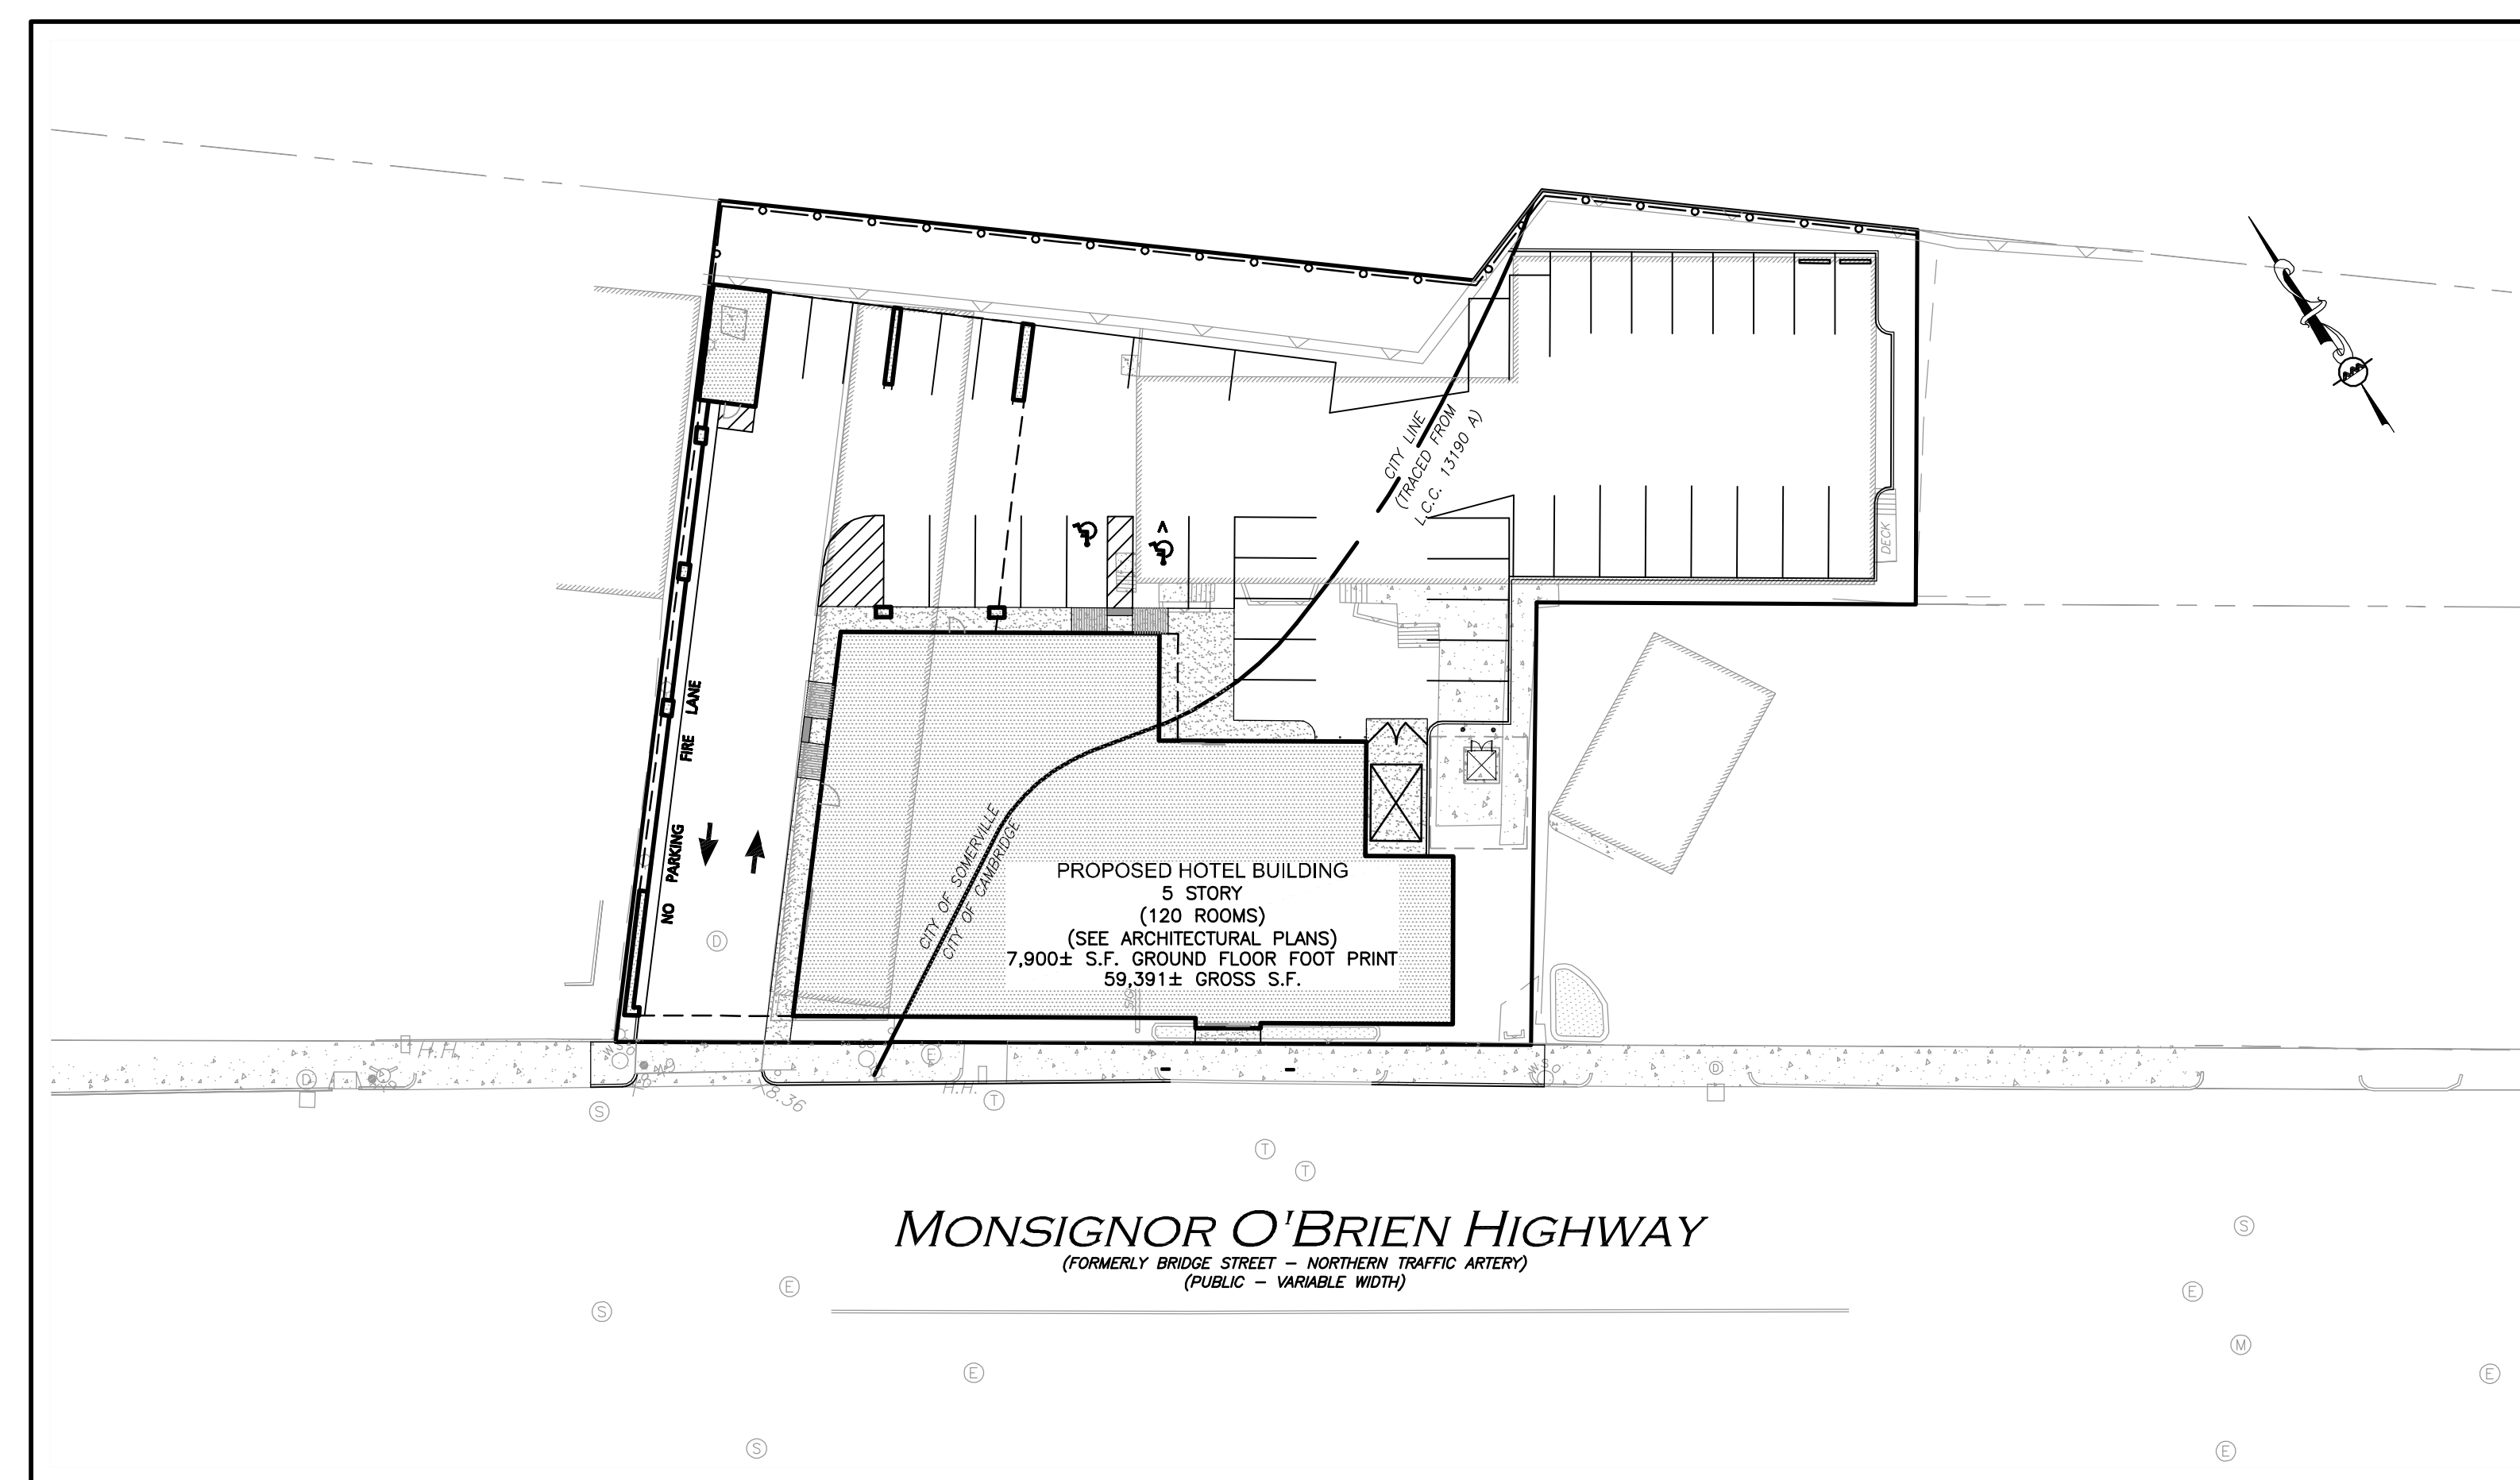 CITY LINE
(TRACED FROM
L.C.C. 13190 A)
DECK
NO PARKING FIRE LANE
D
CITY OF SOMERVILLE
CITY OF CAMBRIDGE
PROPOSED HOTEL BUILDING
5 STORY
(120 ROOMS)
(SEE ARCHITECTURAL PLANS)
7,900± S.F. GROUND FLOOR FOOT PRINT
59,391± GROSS S.F.
H.H.
D
E
D
S
18.36
H.H.
T
T
T
MONSIGNOR O'BRIEN HIGHWAY
(FORMERLY BRIDGE STREET – NORTHERN TRAFFIC ARTERY)
(PUBLIC – VARIABLE WIDTH)
S
E
E
S
M
E
E
S
E